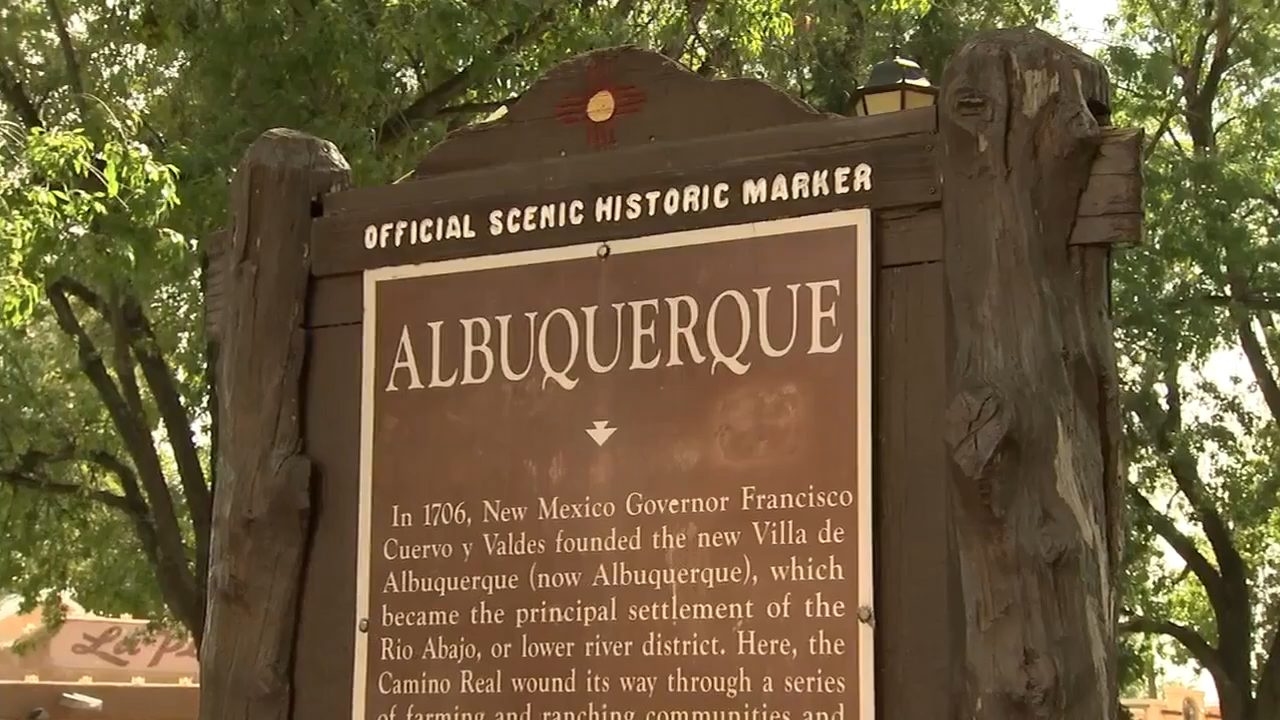 OFFICIAL SCENIC HISTORIC MARKER
ALBUQUERQUE
In 1706, New Mexico Governor Francisco
Cuervo y Valdes founded the new Villa de
Albuquerque (now Albuquerque), which
became the principal settlement of the
Rio Abajo, or lower river district. Here, the
Camino Real wound its way through a series
of farming and ranching communities and
La